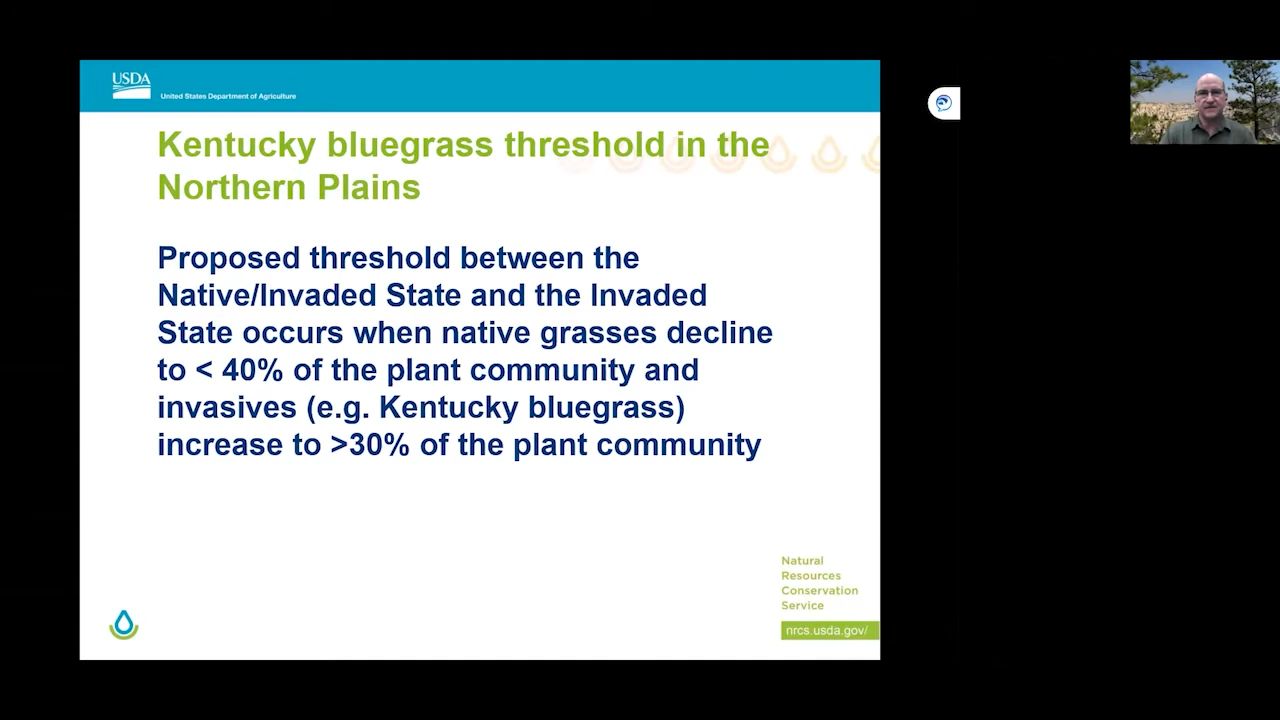 USDA
United States Department of Agriculture
Kentucky bluegrass threshold in the
Northern Plains
Proposed threshold between the
Native/Invaded State and the Invaded
State occurs when native grasses decline
to < 40% of the plant community and
invasives (e.g. Kentucky bluegrass)
increase to >30% of the plant community
Natural
Resources
Conservation
Service
nrcs.usda.gov/